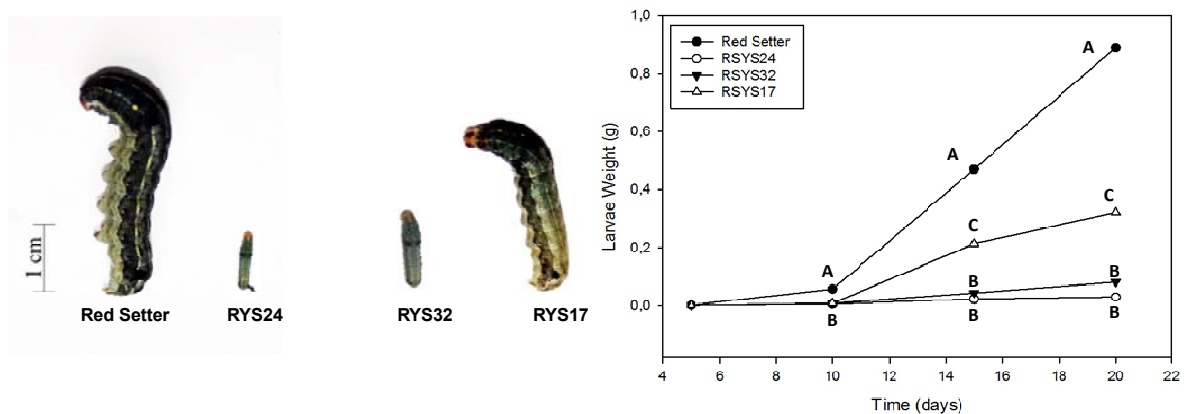 1 cm
Red Setter
RYS24
RYS32
RYS17
Red Setter
RSYS24
RSYS32
RSYS17
Larvae Weight (g)
1,0
0,8
0,6
0,4
0,2
0,0
A
A
A
C
C
B
B
B
B
B
4
6
8
10
12
14
16
18
20
22
Time (days)